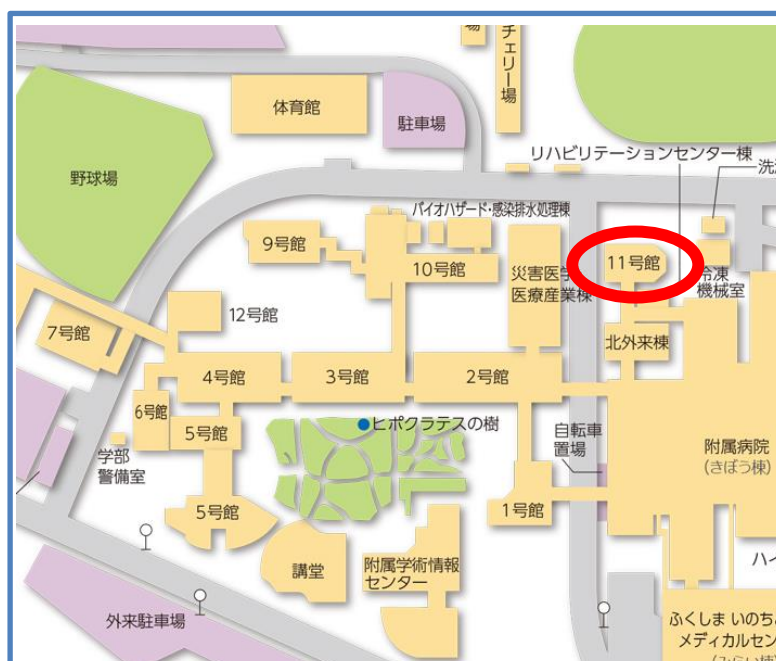 チェリー場
体育館
駐車場
野球場
リハビリテーションセンター棟
バイオハザード・感染排水処理棟
9号館
10号館
災害医学
医療産業棟
11号館
冷凍
機械室
12号館
7号館
北外来棟
4号館
3号館
2号館
6号館
5号館
ヒポクラテスの樹
自転車
置場
学部
警備室
附属病院
(きぼう棟)
5号館
1号館
講堂
附属学術情報
センター
外来駐車場
ふくしま いのち
メディカルセン